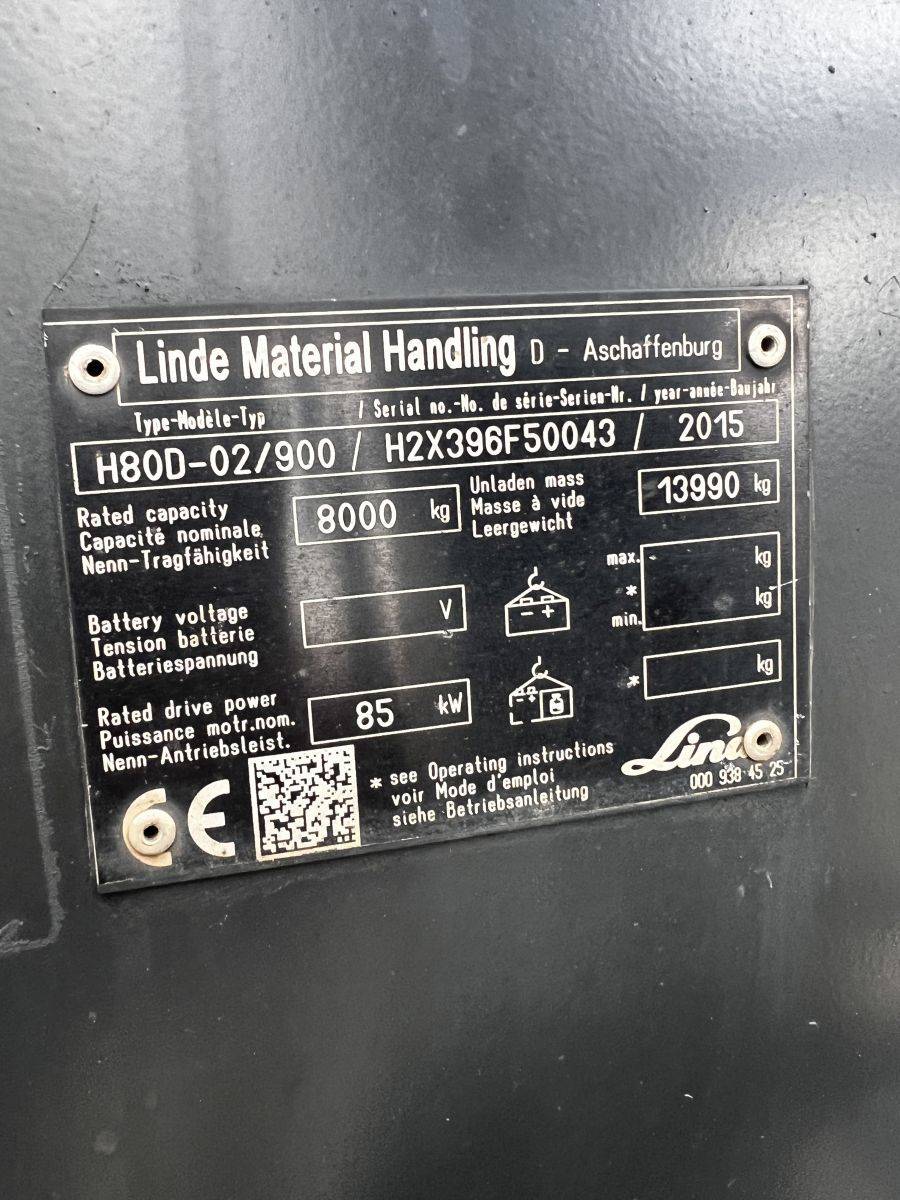 Linde Material Handling D - Aschaffenburg
Type-Modèle-Typ / Serial no.-No. de série-Serien-Nr. / year-année-Baujahr
H80D-02/900 / H2X396F50043 / 2015
Rated capacity
Capacité nominale
Nenn-Tragfähigkeit
8000 kg
Unladen mass
Masse à vide
Leergewicht
13990 kg
Battery voltage
Tension batterie
Batteriespannung
V
max. kg
* kg
min.
Rated drive power
Puissance motr.nom.
Nenn-Antriebsleist.
85 kW
* kg
CE
* see Operating instructions
voir Mode d'emploi
siehe Betriebsanleitung
000 938 45 25